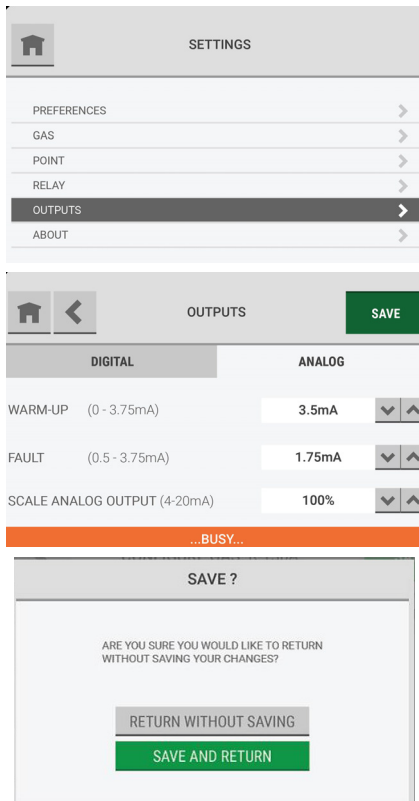 SETTINGS
PREFERENCES
GAS
POINT
RELAY
OUTPUTS
ABOUT
OUTPUTS
SAVE
DIGITAL
ANALOG
WARM-UP (0 - 3.75mA) 3.5mA
FAULT (0.5 - 3.75mA) 1.75mA
SCALE ANALOG OUTPUT (4-20mA) 100%
...BUSY...
SAVE ?
ARE YOU SURE YOU WOULD LIKE TO RETURN
WITHOUT SAVING YOUR CHANGES?
RETURN WITHOUT SAVING
SAVE AND RETURN